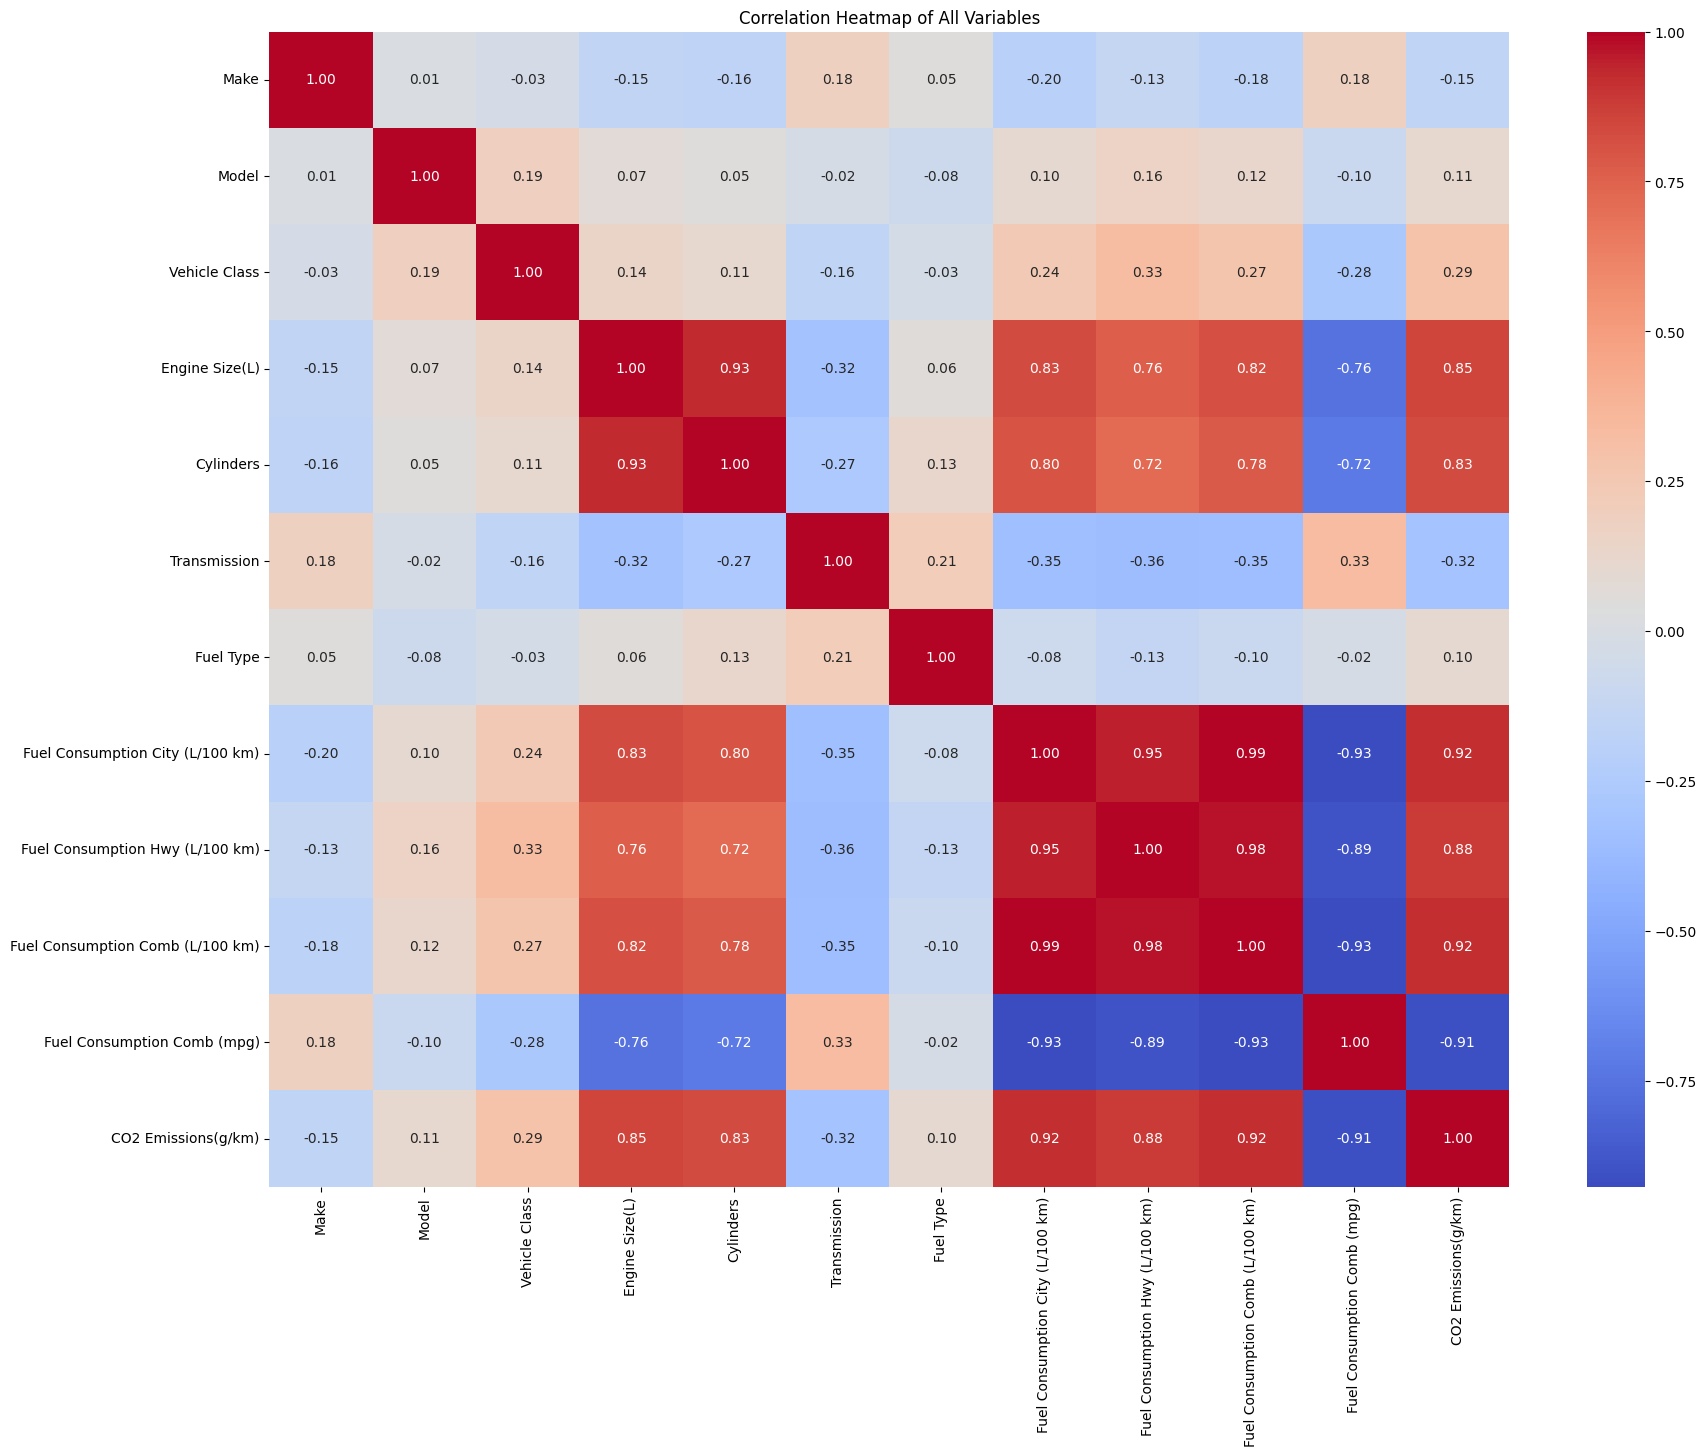 Correlation Heatmap of All Variables
Make 1.00 0.01 -0.03 -0.15 -0.16 0.18 0.05 -0.20 -0.13 -0.18 0.18 -0.15
Model 0.01 1.00 0.19 0.07 0.05 -0.02 -0.08 0.10 0.16 0.12 -0.10 0.11
Vehicle Class -0.03 0.19 1.00 0.14 0.11 -0.16 -0.03 0.24 0.33 0.27 -0.28 0.29
Engine Size(L) -0.15 0.07 0.14 1.00 0.93 -0.32 0.06 0.83 0.76 0.82 -0.76 0.85
Cylinders -0.16 0.05 0.11 0.93 1.00 -0.27 0.13 0.80 0.72 0.78 -0.72 0.83
Transmission 0.18 -0.02 -0.16 -0.32 -0.27 1.00 0.21 -0.35 -0.36 -0.35 0.33 -0.32
Fuel Type 0.05 -0.08 -0.03 0.06 0.13 0.21 1.00 -0.08 -0.13 -0.10 -0.02 0.10
Fuel Consumption City (L/100 km) -0.20 0.10 0.24 0.83 0.80 -0.35 -0.08 1.00 0.95 0.99 -0.93 0.92
Fuel Consumption Hwy (L/100 km) -0.13 0.16 0.33 0.76 0.72 -0.36 -0.13 0.95 1.00 0.98 -0.89 0.88
Fuel Consumption Comb (L/100 km) -0.18 0.12 0.27 0.82 0.78 -0.35 -0.10 0.99 0.98 1.00 -0.93 0.92
Fuel Consumption Comb (mpg) 0.18 -0.10 -0.28 -0.76 -0.72 0.33 -0.02 -0.93 -0.89 -0.93 1.00 -0.91
CO2 Emissions(g/km) -0.15 0.11 0.29 0.85 0.83 -0.32 0.10 0.92 0.88 0.92 -0.91 1.00
Make
Model
Vehicle Class
Engine Size(L)
Cylinders
Transmission
Fuel Type
Fuel Consumption City (L/100 km)
Fuel Consumption Hwy (L/100 km)
Fuel Consumption Comb (L/100 km)
Fuel Consumption Comb (mpg)
CO2 Emissions(g/km)
1.00
0.75
0.50
0.25
0.00
−0.25
−0.50
−0.75